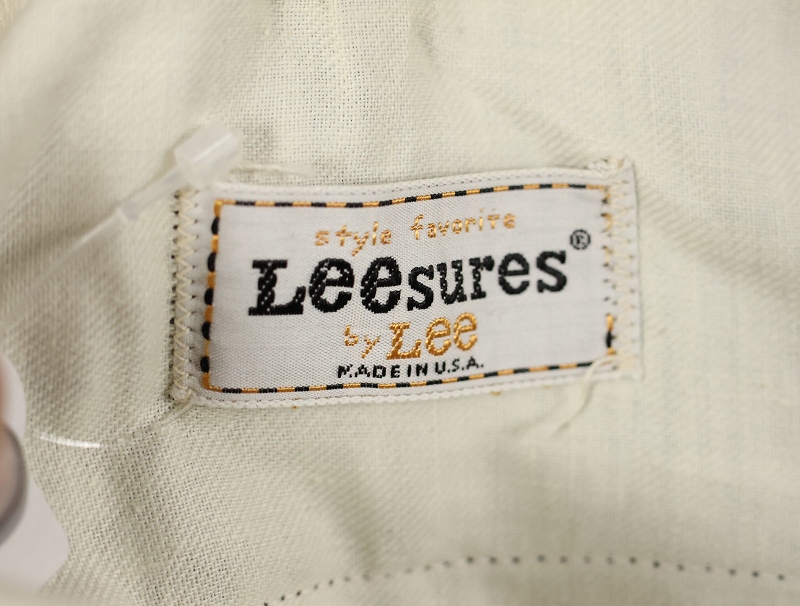 style favorite
Leesures®
by Lee
MADE IN U.S.A.